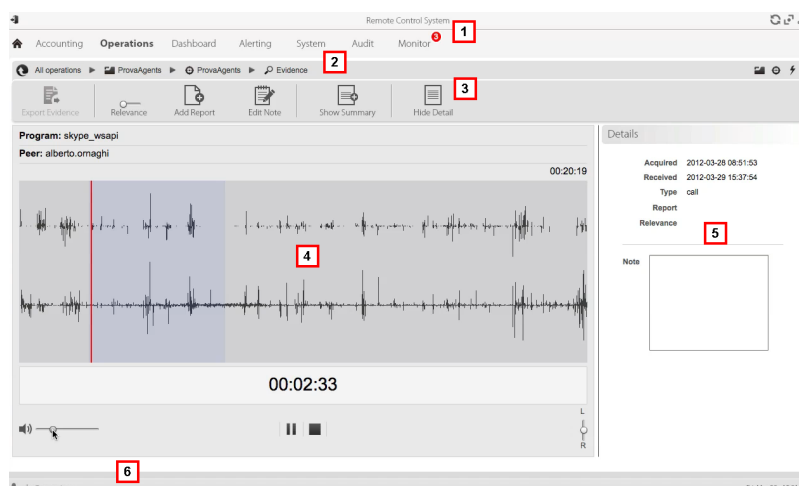 Remote Control System
1
Accounting Operations Dashboard Alerting System Audit Monitor 3
2
All operations ▶ ProvaAgents ▶ ProvaAgents ▶ Evidence
3
Export Evidence Relevance Add Report Edit Note Show Summary Hide Detail
Program: skype_wsapi
Peer: alberto.ornaghi
00:20:19
4
00:02:33
L
R
Details
Acquired 2012-03-28 08:51:53
Received 2012-03-29 15:37:54
Type call
Report
Relevance
5
Note
6